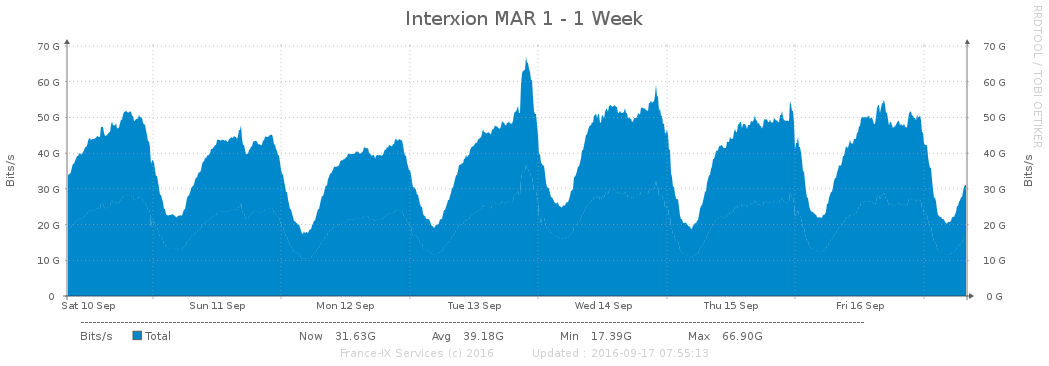 Interxion MAR 1 - 1 Week
RRDTOOL / TOBI OETIKER
70 G 70 G
60 G 60 G
50 G 50 G
40 G 40 G
30 G 30 G
20 G 20 G
10 G 10 G
0 0 G
Bits/s
Bits/s
Sat 10 Sep Sun 11 Sep Mon 12 Sep Tue 13 Sep Wed 14 Sep Thu 15 Sep Fri 16 Sep
Bits/s Total Now 31.63G Avg 39.18G Min 17.39G Max 66.90G
France-IX Services (c) 2016 Updated : 2016-09-17 07:55:13